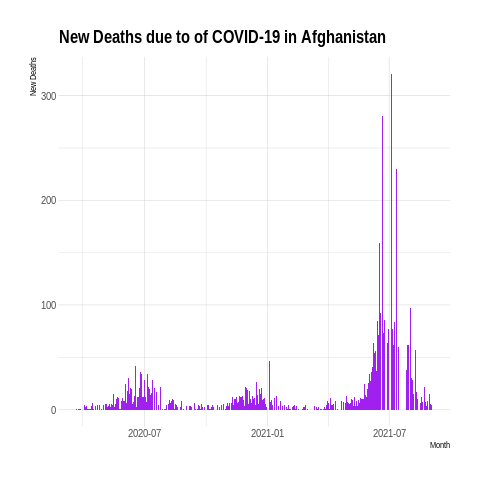 New Deaths due to of COVID-19 in Afghanistan
New Deaths
300
200
100
0
2020-07
2021-01
2021-07
Month